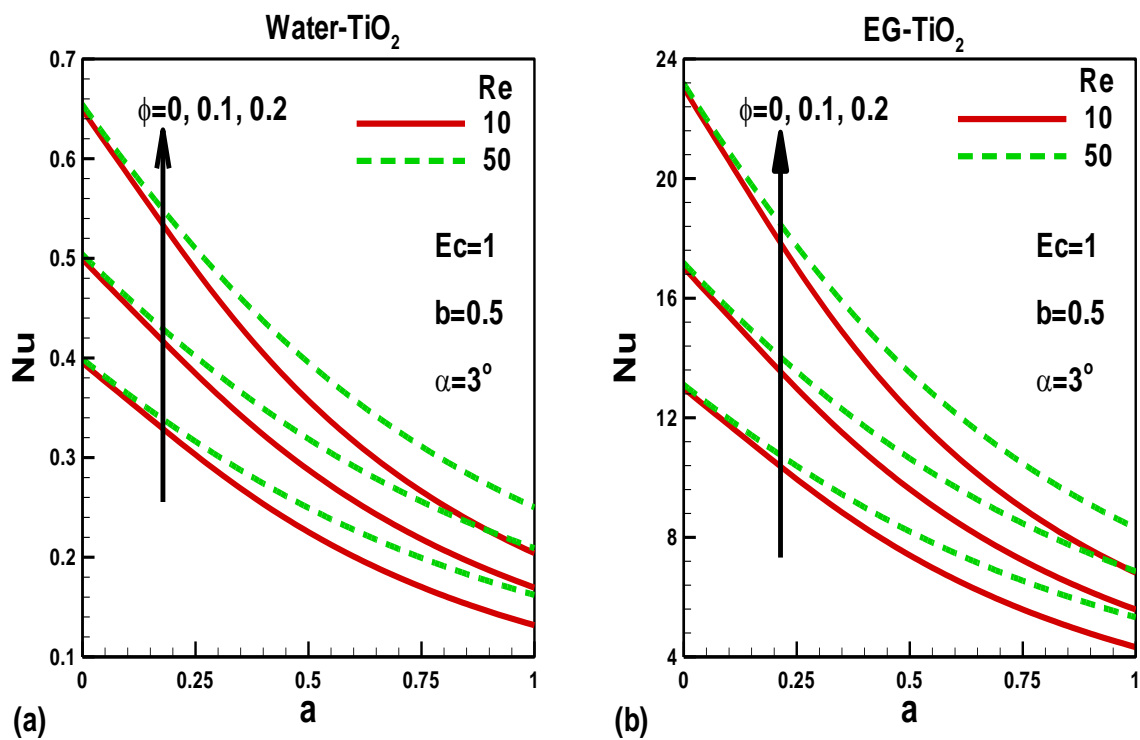 Water-TiO₂
0.7
0.6
0.5
0.4
0.3
0.2
0.1
Nu
ϕ=0, 0.1, 0.2
Re
10
50
Ec=1
b=0.5
α=3°
0 0.25 0.5 0.75 1
a
(a)
EG-TiO₂
24
20
16
12
8
4
Nu
ϕ=0, 0.1, 0.2
Re
10
50
Ec=1
b=0.5
α=3°
0 0.25 0.5 0.75 1
a
(b)